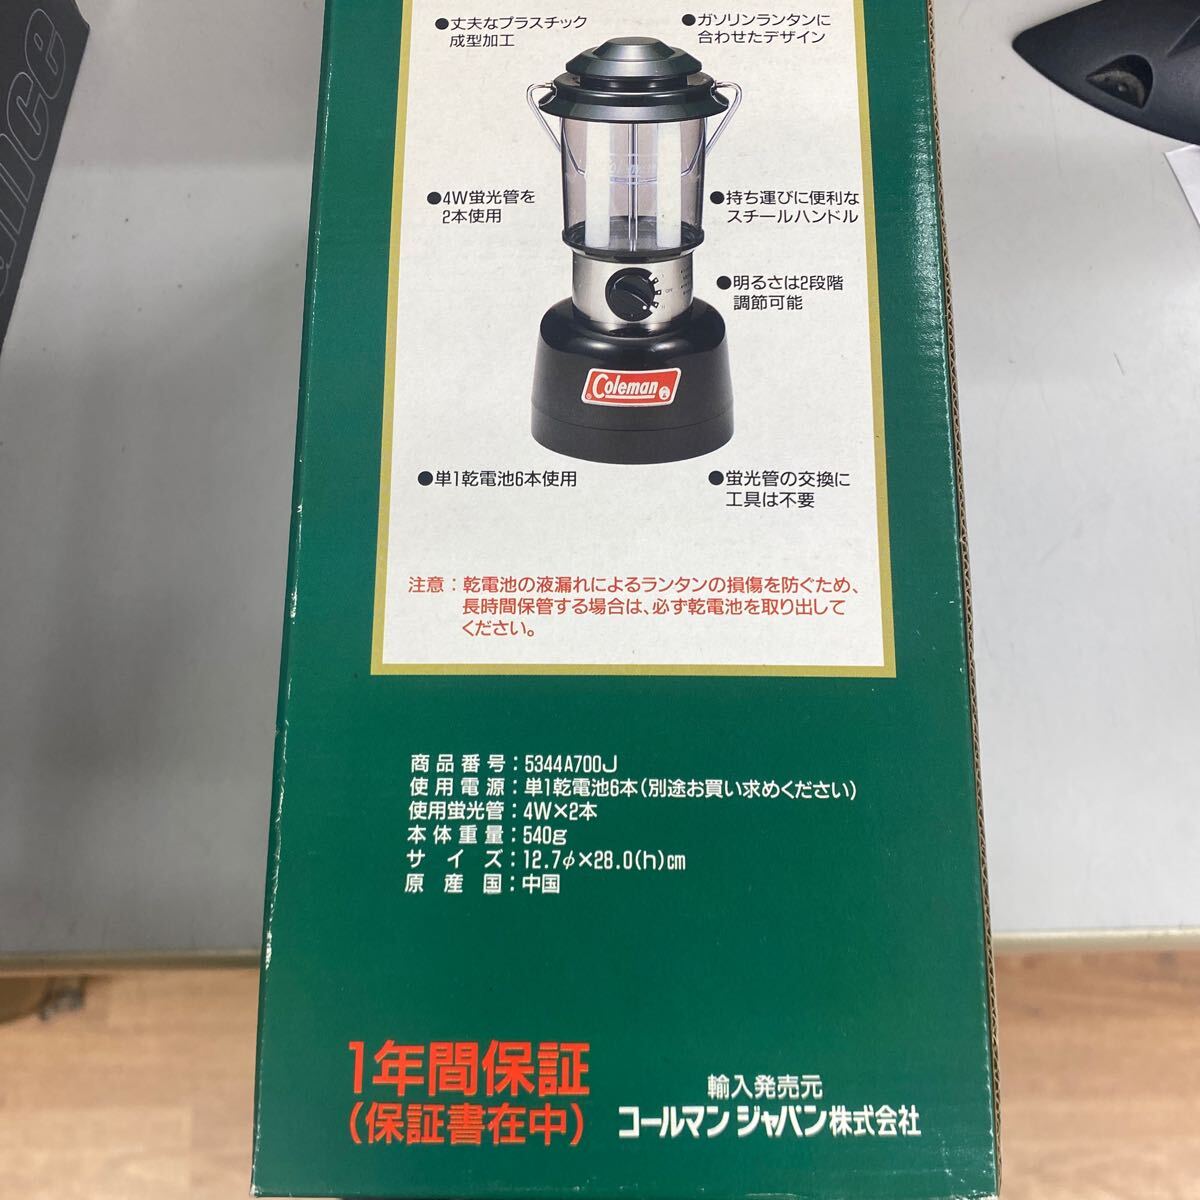 ●丈夫なプラスチック
成型加工
●ガソリンランタンに
合わせたデザイン
●4W蛍光管を
2本使用
●持ち運びに便利な
スチールハンドル
●明るさは2段階
調節可能
OFF
Coleman
●単1乾電池6本使用
●蛍光管の交換に
工具は不要
注意：乾電池の液漏れによるランタンの損傷を防ぐため、
長時間保管する場合は、必ず乾電池を取り出して
ください。
商品番号：5344A700J
使用電源：単1乾電池6本(別途お買い求めください)
使用蛍光管：4W×2本
本体重量：540g
サイズ：12.7φ×28.0(h)cm
原産国：中国
1年間保証
(保証書在中)
輸入発売元
コールマン ジャパン株式会社